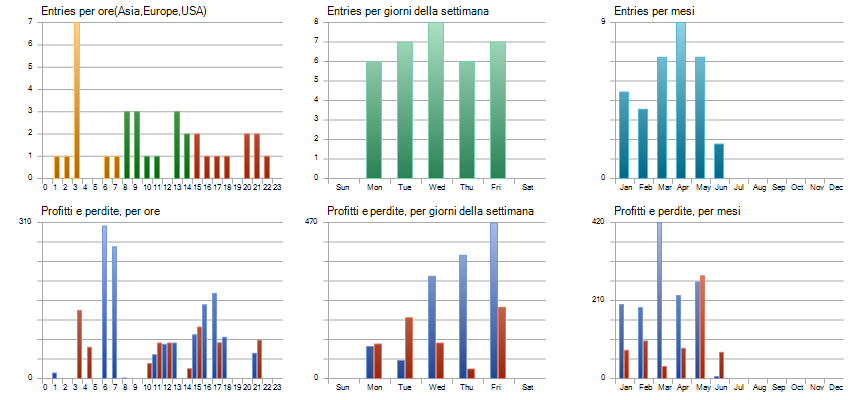 Entries per ore(Asia,Europe,USA)
7
6
5
4
3
2
1
0
0 1 2 3 4 5 6 7 8 9 10 11 12 13 14 15 16 17 18 19 20 21 22 23
Entries per giorni della settimana
8
7
6
5
4
3
2
1
0
Sun Mon Tue Wed Thu Fri Sat
Entries per mesi
9
0
Jan Feb Mar Apr May Jun Jul Aug Sep Oct Nov Dec
Profitti e perdite, per ore
310
0
0 1 2 3 4 5 6 7 8 9 10 11 12 13 14 15 16 17 18 19 20 21 22 23
Profitti e perdite, per giorni della settimana
470
0
Sun Mon Tue Wed Thu Fri Sat
Profitti e perdite, per mesi
420
210
0
Jan Feb Mar Apr May Jun Jul Aug Sep Oct Nov Dec